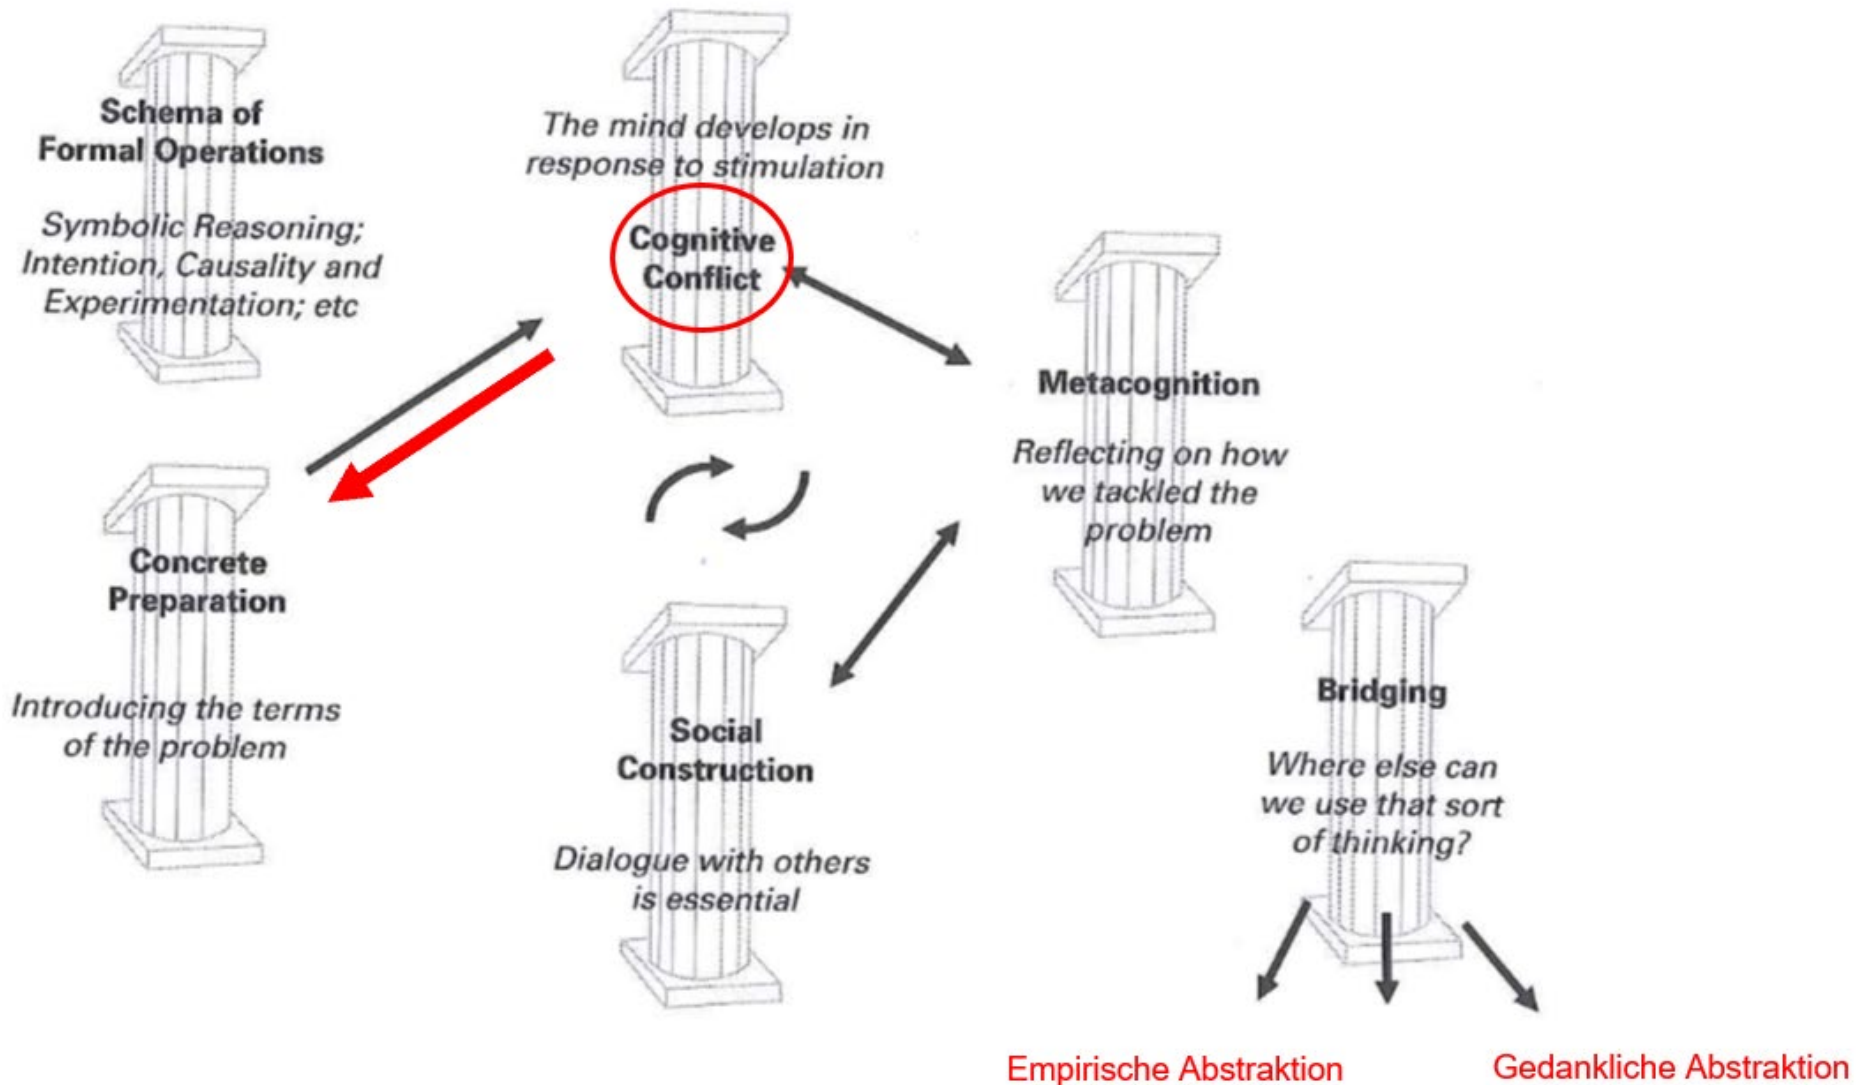 Schema of
Formal Operations
Symbolic Reasoning;
Intention, Causality and
Experimentation; etc
The mind develops in
response to stimulation
Cognitive
Conflict
Metacognition
Reflecting on how
we tackled the
problem
Concrete
Preparation
Introducing the terms
of the problem
Social
Construction
Dialogue with others
is essential
Bridging
Where else can
we use that sort
of thinking?
Empirische Abstraktion
Gedankliche Abstraktion